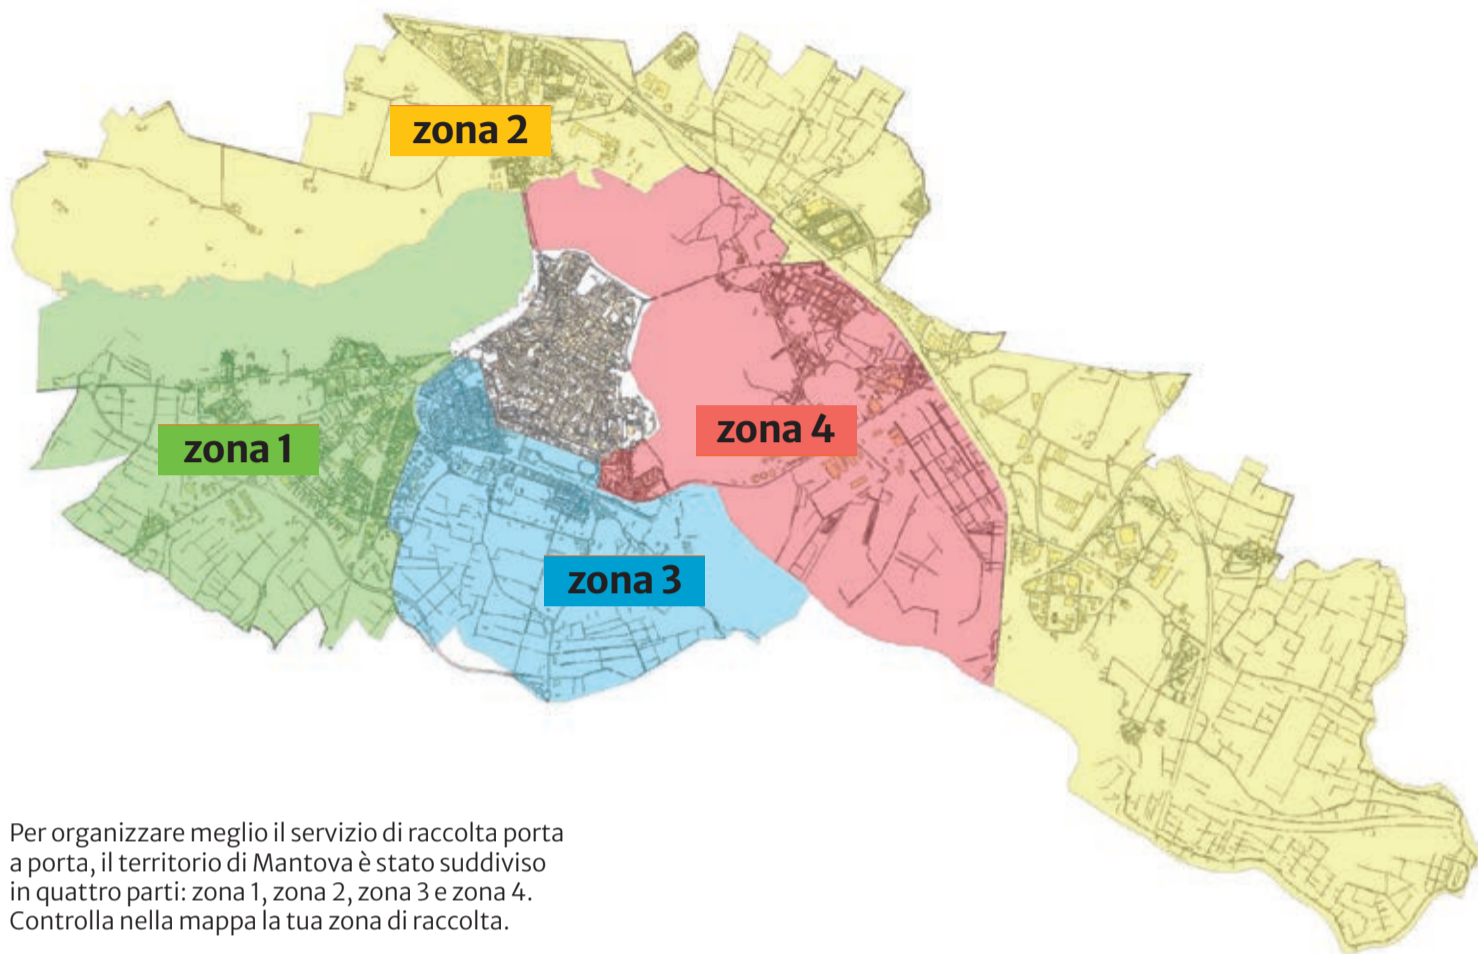 zona 2
zona 4
zona 1
zona 3
Per organizzare meglio il servizio di raccolta porta
a porta, il territorio di Mantova è stato suddiviso
in quattro parti: zona 1, zona 2, zona 3 e zona 4.
Controlla nella mappa la tua zona di raccolta.